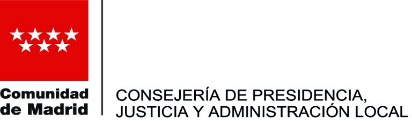 Comunidad
de Madrid
CONSEJERÍA DE PRESIDENCIA,
JUSTICIA Y ADMINISTRACIÓN LOCAL